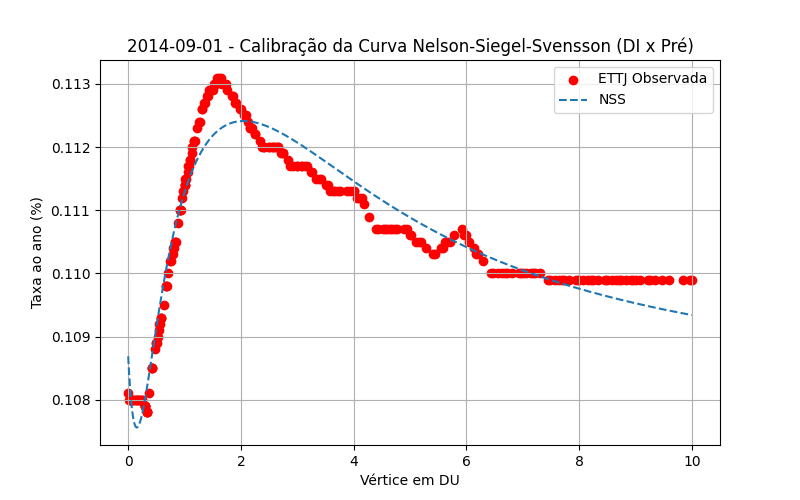 2014-09-01 - Calibração da Curva Nelson-Siegel-Svensson (DI x Pré)
ETTJ Observada
NSS
Taxa ao ano (%)
0.113
0.112
0.111
0.110
0.109
0.108
0 2 4 6 8 10
Vértice em DU